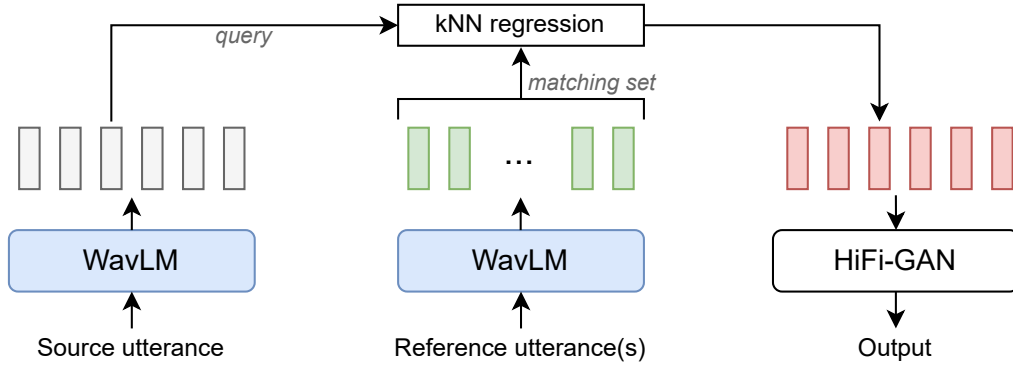 kNN regression
query
matching set
...
WavLM
WavLM
HiFi-GAN
Source utterance
Reference utterance(s)
Output